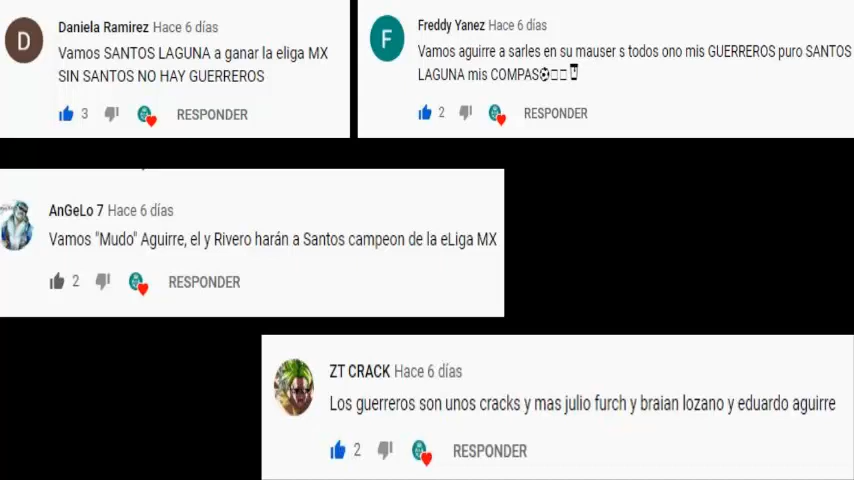 Daniela Ramirez Hace 6 días
Vamos SANTOS LAGUNA a ganar la eliga MX
SIN SANTOS NO HAY GUERREROS
3 RESPONDER
Freddy Yanez Hace 6 días
Vamos aguirre a sarles en su mauser s todos ono mis GUERREROS puro SANTOS
LAGUNA mis COMPAS⚽
2 RESPONDER
AnGeLo 7 Hace 6 días
Vamos "Mudo" Aguirre, el y Rivero harán a Santos campeon de la eLiga MX
2 RESPONDER
ZT CRACK Hace 6 días
Los guerreros son unos cracks y mas julio furch y braian lozano y eduardo aguirre
2 RESPONDER